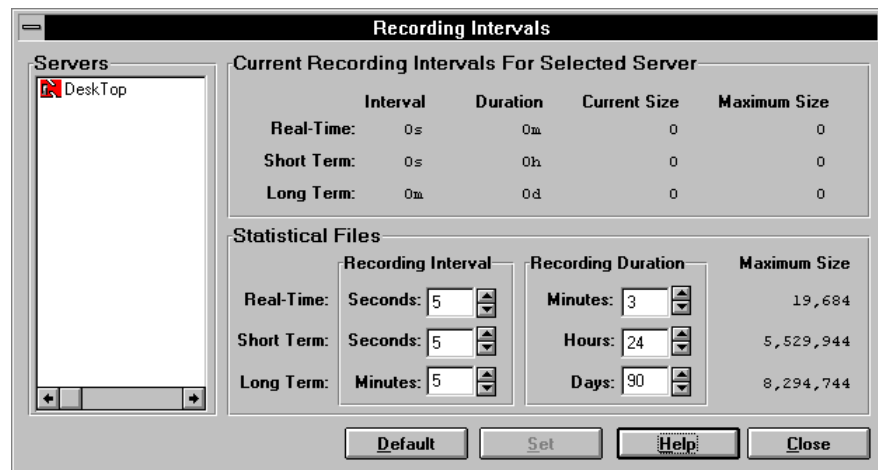 Recording Intervals
Servers
DeskTop
Current Recording Intervals For Selected Server
Interval Duration Current Size Maximum Size
Real-Time: 0s 0m 0 0
Short Term: 0s 0h 0 0
Long Term: 0m 0d 0 0
Statistical Files
Recording Interval Recording Duration Maximum Size
Real-Time: Seconds: 5 Minutes: 3 19,684
Short Term: Seconds: 5 Hours: 24 5,529,944
Long Term: Minutes: 5 Days: 90 8,294,744
Default Set Help Close